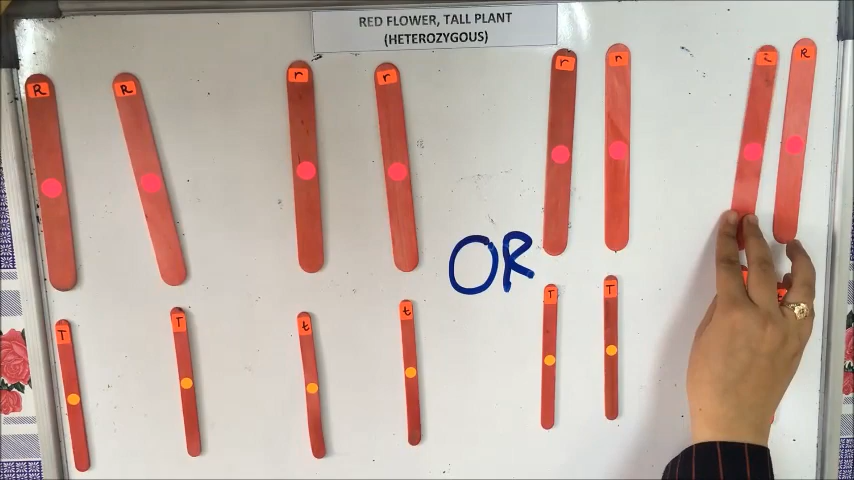 RED FLOWER, TALL PLANT
(HETEROZYGOUS)
R R r r r r R R
OR
T T t t T T